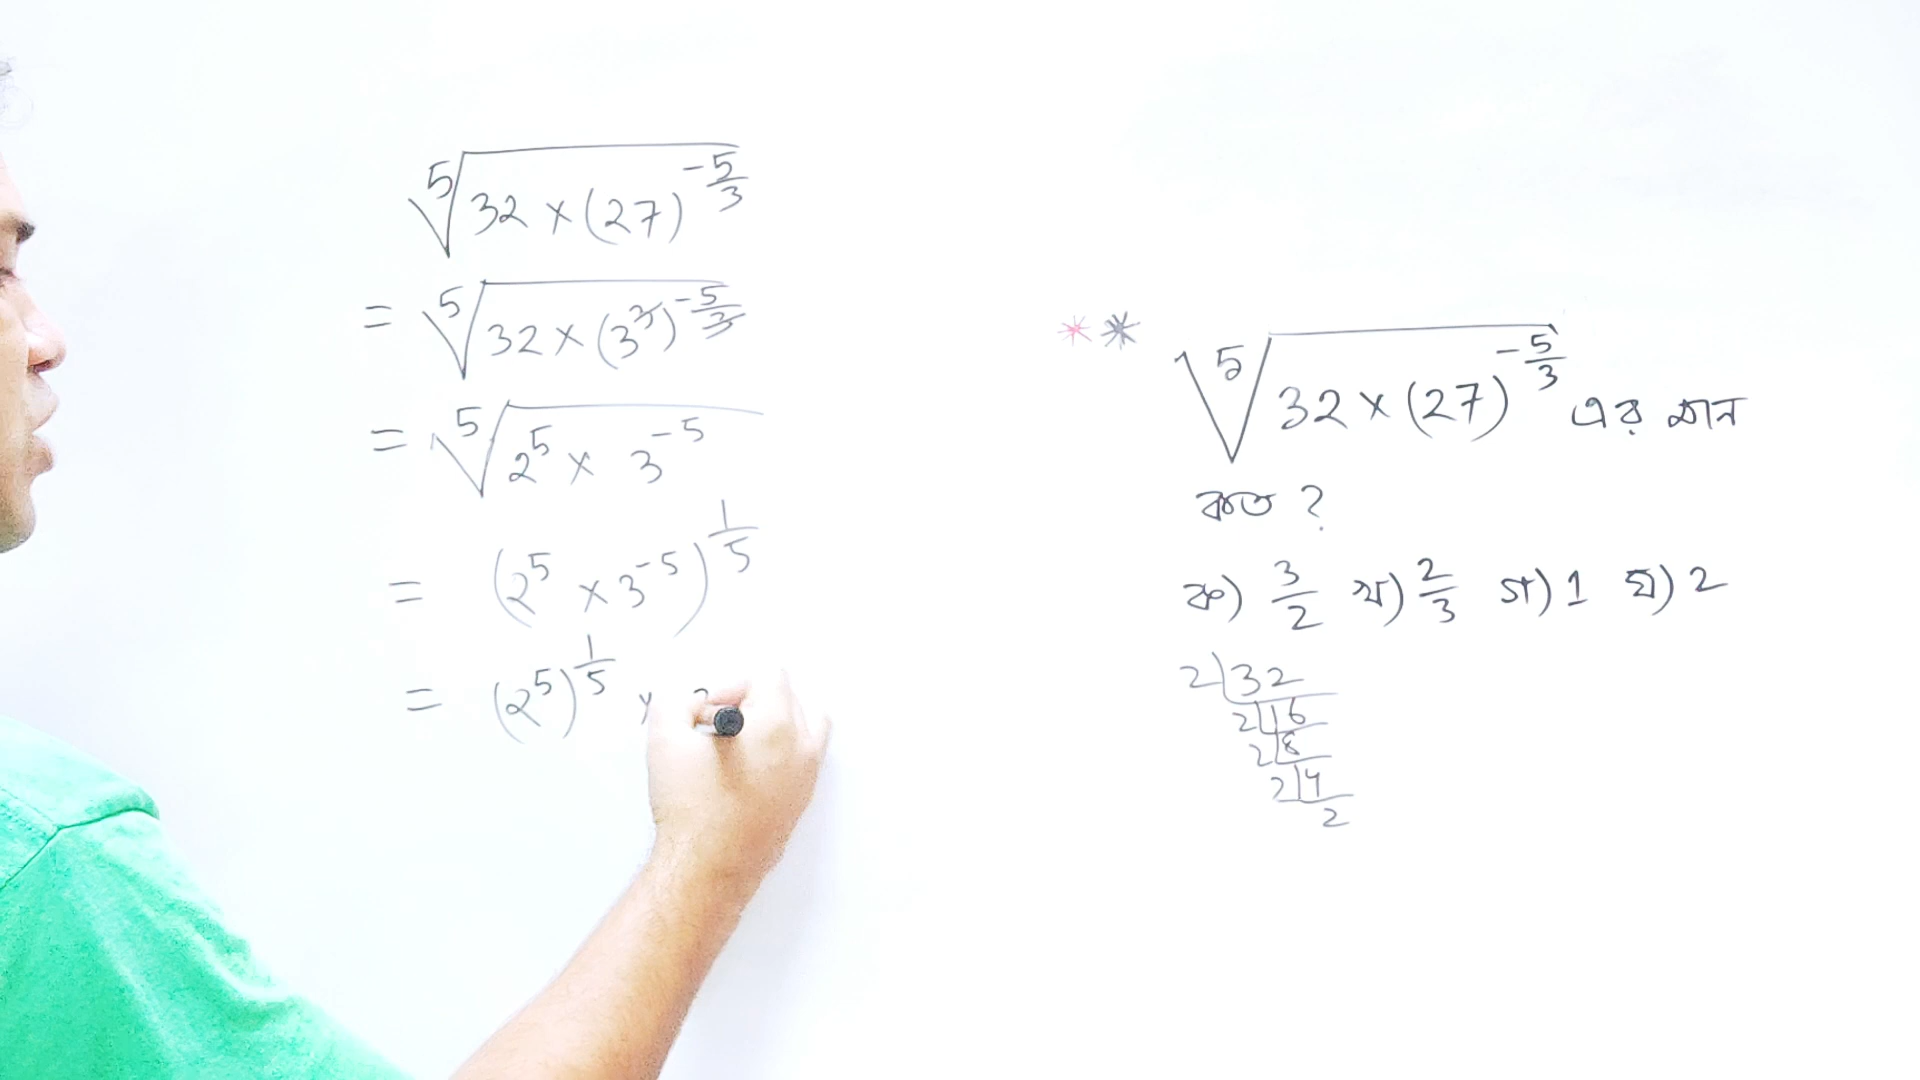 ⁵√(32 × (27)^(-5/3))
= ⁵√(32 × (3³)^(-5/3))
= ⁵√(2⁵ × 3⁻⁵)
= (2⁵ × 3⁻⁵)^(1/5)
= (2⁵)^(1/5) ×
** ⁵√(32 × (27)^(-5/3)) এর মান
কত ?
ক) 3/2 খ) 2/3 গ) 1 ঘ) 2
2 32
2 16
2 8
2 4
2